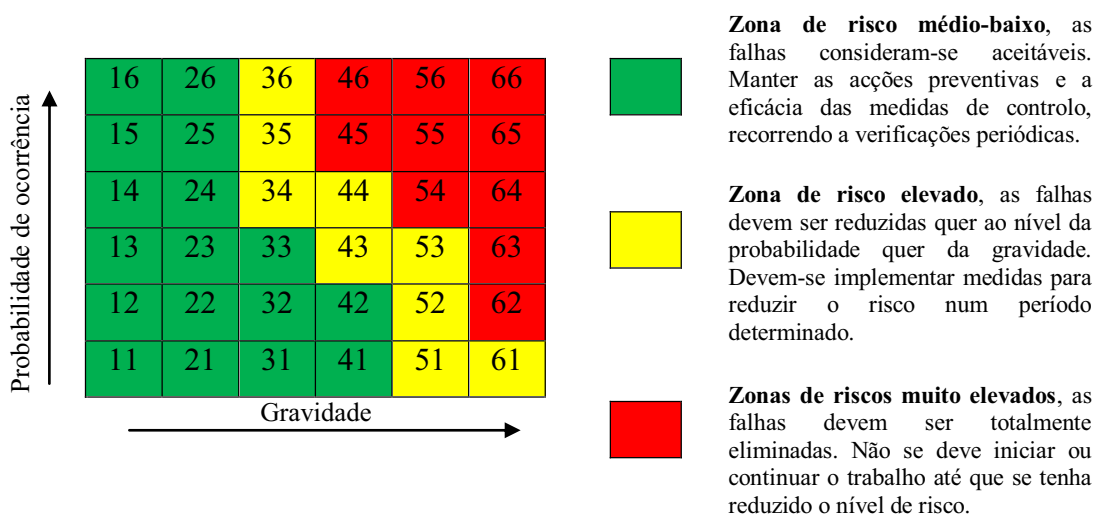 Probabilidade de ocorrência
16 26 36 46 56 66
15 25 35 45 55 65
14 24 34 44 54 64
13 23 33 43 53 63
12 22 32 42 52 62
11 21 31 41 51 61
Gravidade
Zona de risco médio-baixo, as
falhas consideram-se aceitáveis.
Manter as acções preventivas e a
eficácia das medidas de controlo,
recorrendo a verificações periódicas.
Zona de risco elevado, as falhas
devem ser reduzidas quer ao nível da
probabilidade quer da gravidade.
Devem-se implementar medidas para
reduzir o risco num período
determinado.
Zonas de riscos muito elevados, as
falhas devem ser totalmente
eliminadas. Não se deve iniciar ou
continuar o trabalho até que se tenha
reduzido o nível de risco.